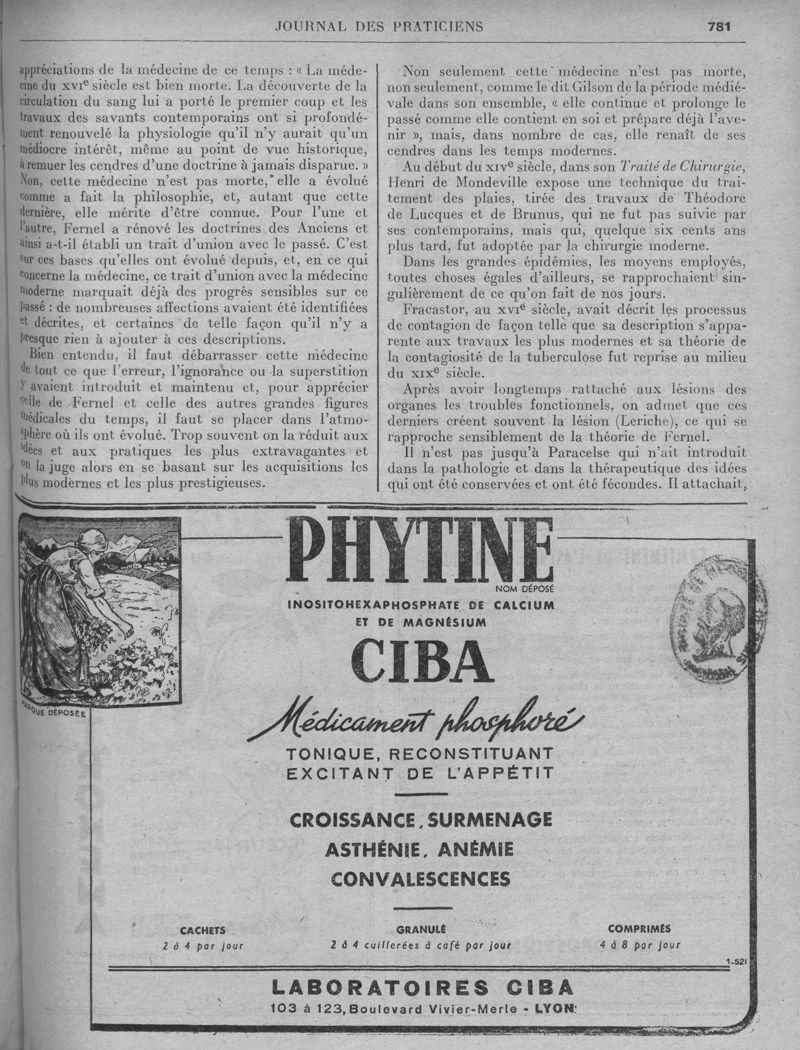 JOURNAL DES PRATICIENS 781
appréciations de la médecine de ce temps : « La méde-
cine du XVIe siècle est bien morte. La découverte de la
circulation du sang lui a porté le premier coup et les
travaux des savants contemporains ont si profondé-
ment renouvelé la physiologie qu'il n'y aurait qu'un
médiocre intérêt, même au point de vue historique,
à remuer les cendres d'une doctrine à jamais disparue. »
Non, cette médecine n'est pas morte, elle a évolué
comme a fait la philosophie, et, autant que cette
dernière, elle mérite d'être connue. Pour l'une et
l'autre, Fernel a rénové les doctrines des Anciens et
ainsi a-t-il établi un trait d'union avec le passé. C'est
sur ces bases qu'elles ont évolué depuis, et, en ce qui
concerne la médecine, ce trait d'union avec la médecine
moderne marquait déjà des progrès sensibles sur ce
passé : de nombreuses affections avaient été identifiées
et décrites, et certaines de telle façon qu'il n'y a
presque rien à ajouter à ces descriptions.
Bien entendu, il faut débarrasser cette médecine
de tout ce que l'erreur, l'ignorance ou la superstition
y avaient introduit et maintenu et, pour apprécier
celle de Fernel et celle des autres grandes figures
médicales du temps, il faut se placer dans l'atmo-
sphère où ils ont évolué. Trop souvent on la réduit aux
idées et aux pratiques les plus extravagantes et
on la juge alors en se basant sur les acquisitions les
plus modernes et les plus prestigieuses.
Non seulement cette médecine n'est pas morte,
non seulement, comme le dit Gilson de la période médié-
vale dans son ensemble, « elle continue et prolonge le
passé comme elle contient en soi et prépare déjà l'ave-
nir », mais, dans nombre de cas, elle renaît de ses
cendres dans les temps modernes.
Au début du XIVe siècle, dans son Traité de Chirurgie,
Henri de Mondeville expose une technique du trai-
tement des plaies, tirée des travaux de Théodore
de Lucques et de Brunus, qui ne fut pas suivie par
ses contemporains, mais qui, quelque six cents ans
plus tard, fut adoptée par la chirurgie moderne.
Dans les grandes épidémies, les moyens employés,
toutes choses égales d'ailleurs, se rapprochaient sin-
gulièrement de ce qu'on fait de nos jours.
Fracastor, au XVIe siècle, avait décrit les processus
de contagion de façon telle que sa description s'appa-
rente aux travaux les plus modernes et sa théorie de
la contagiosité de la tuberculose fut reprise au milieu
du XIXe siècle.
Après avoir longtemps rattaché aux lésions des
organes les troubles fonctionnels, on admet que ces
derniers créent souvent la lésion (Leriche), ce qui se
rapproche sensiblement de la théorie de Fernel.
Il n'est pas jusqu'à Paracelse qui n'ait introduit
dans la pathologie et dans la thérapeutique des idées
qui ont été conservées et ont été fécondes. Il attachait,
PHYTINE
NOM DÉPOSÉ
INOSITOHEXAPHOSPHATE DE CALCIUM
ET DE MAGNÉSIUM
CIBA
MARQUE DÉPOSÉE
Médicament phosphoré
TONIQUE, RECONSTITUANT
EXCITANT DE L'APPÉTIT
CROISSANCE, SURMENAGE
ASTHÉNIE, ANÉMIE
CONVALESCENCES
CACHETS
2 à 4 par jour
GRANULÉ
2 à 4 cuillerées à café par jour
COMPRIMÉS
4 à 8 par jour
1-521
LABORATOIRES CIBA
103 à 123, Boulevard Vivier-Merle - LYON